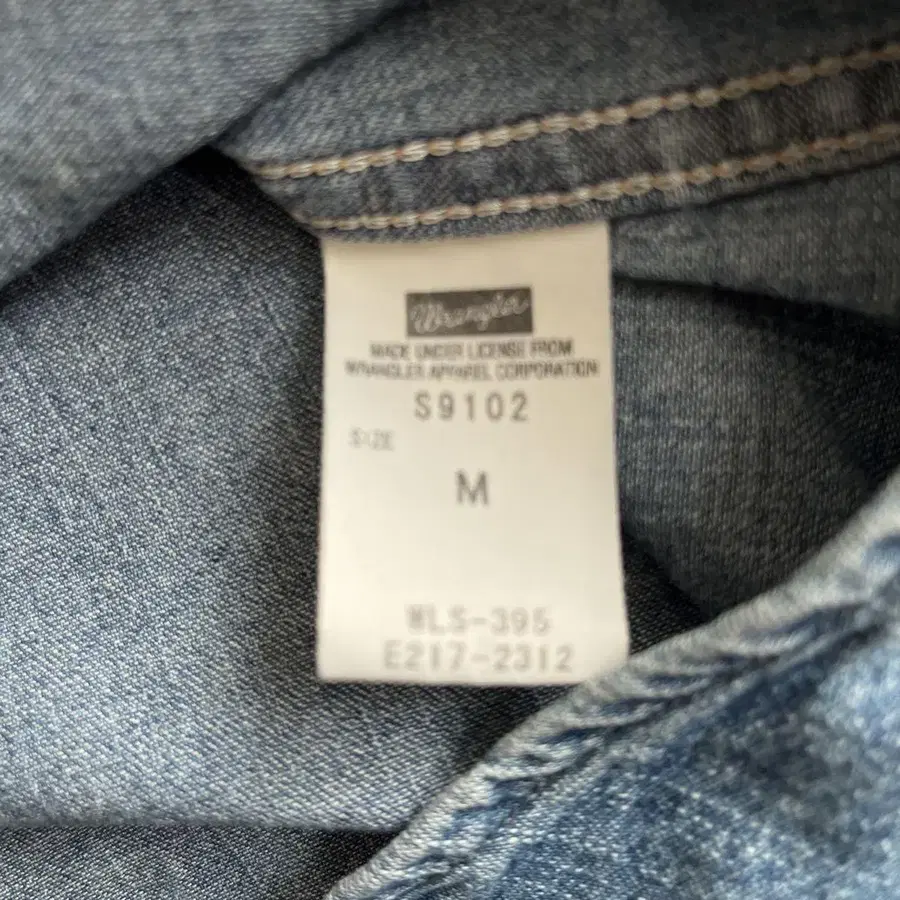 Wrangler
MADE UNDER LICENSE FROM
WRANGLER APPAREL CORPORATION
S9102
SIZE
M
WLS-395
E217-2312